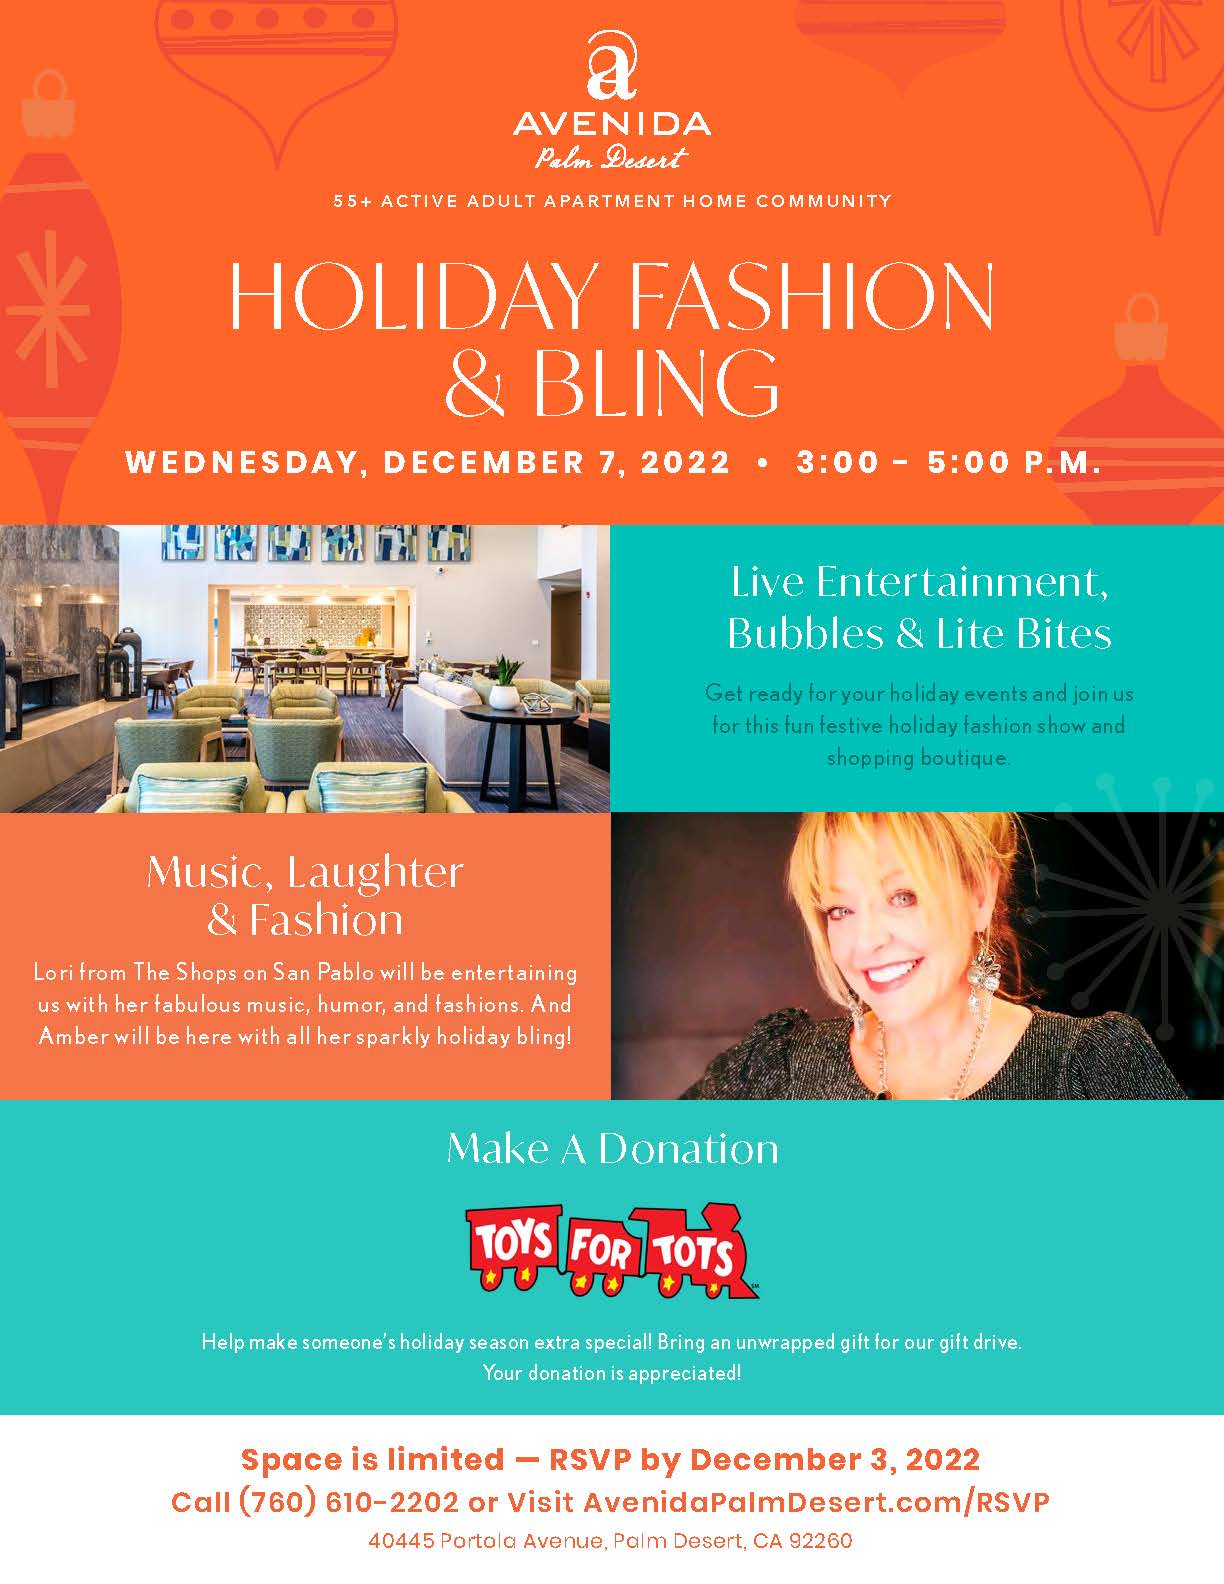 a
AVENIDA
Palm Desert
55+ ACTIVE ADULT APARTMENT HOME COMMUNITY
HOLIDAY FASHION
& BLING
WEDNESDAY, DECEMBER 7, 2022 • 3:00 - 5:00 P.M.
Live Entertainment,
Bubbles & Lite Bites
Get ready for your holiday events and join us
for this fun festive holiday fashion show and
shopping boutique.
Music, Laughter
& Fashion
Lori from The Shops on San Pablo will be entertaining
us with her fabulous music, humor, and fashions. And
Amber will be here with all her sparkly holiday bling!
Make A Donation
TOYS FOR TOTS SM
Help make someone's holiday season extra special! Bring an unwrapped gift for our gift drive.
Your donation is appreciated!
Space is limited — RSVP by December 3, 2022
Call (760) 610-2202 or Visit AvenidaPalmDesert.com/RSVP
40445 Portola Avenue, Palm Desert, CA 92260